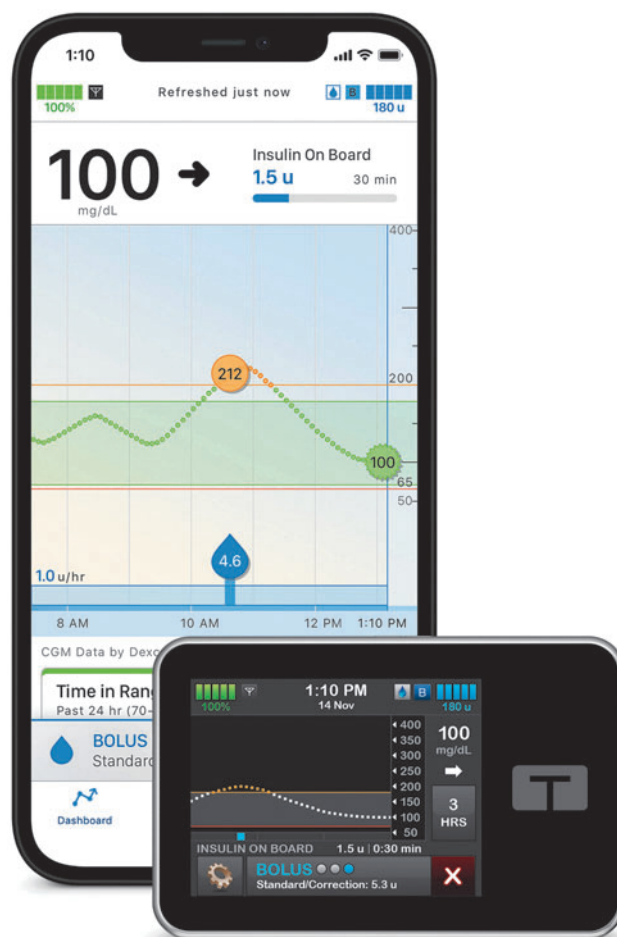 1:10
100%
Refreshed just now
B
180 u
100
mg/dL
Insulin On Board
1.5 u
30 min
400
212
200
100
65
50
4.6
1.0 u/hr
8 AM
10 AM
12 PM
1:10 PM
CGM Data by
Time in
Past 24 hr
BOLUS
Standard
Dashboard
100%
1:10 PM
14 Nov
B
180 u
400
350
300
250
200
150
100
50
100
mg/dL
3
HRS
INSULIN ON BOARD
1.5 u | 0:30 min
BOLUS
Standard/Correction: 5.3 u
X
T